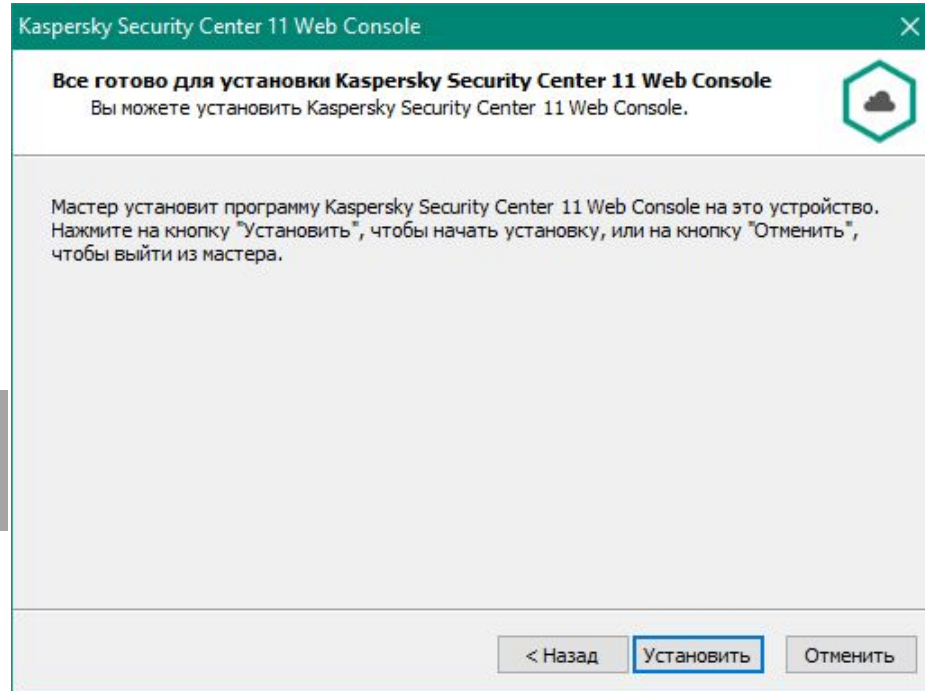 Kaspersky Security Center 11 Web Console
Все готово для установки Kaspersky Security Center 11 Web Console
Вы можете установить Kaspersky Security Center 11 Web Console.
Мастер установит программу Kaspersky Security Center 11 Web Console на это устройство.
Нажмите на кнопку "Установить", чтобы начать установку, или на кнопку "Отменить",
чтобы выйти из мастера.
< Назад Установить Отменить